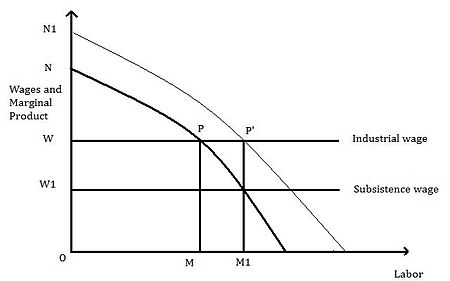 N1
N
Wages and
Marginal
Product
P
P'
W
Industrial wage
W1
Subsistence wage
O
M
M1
Labor